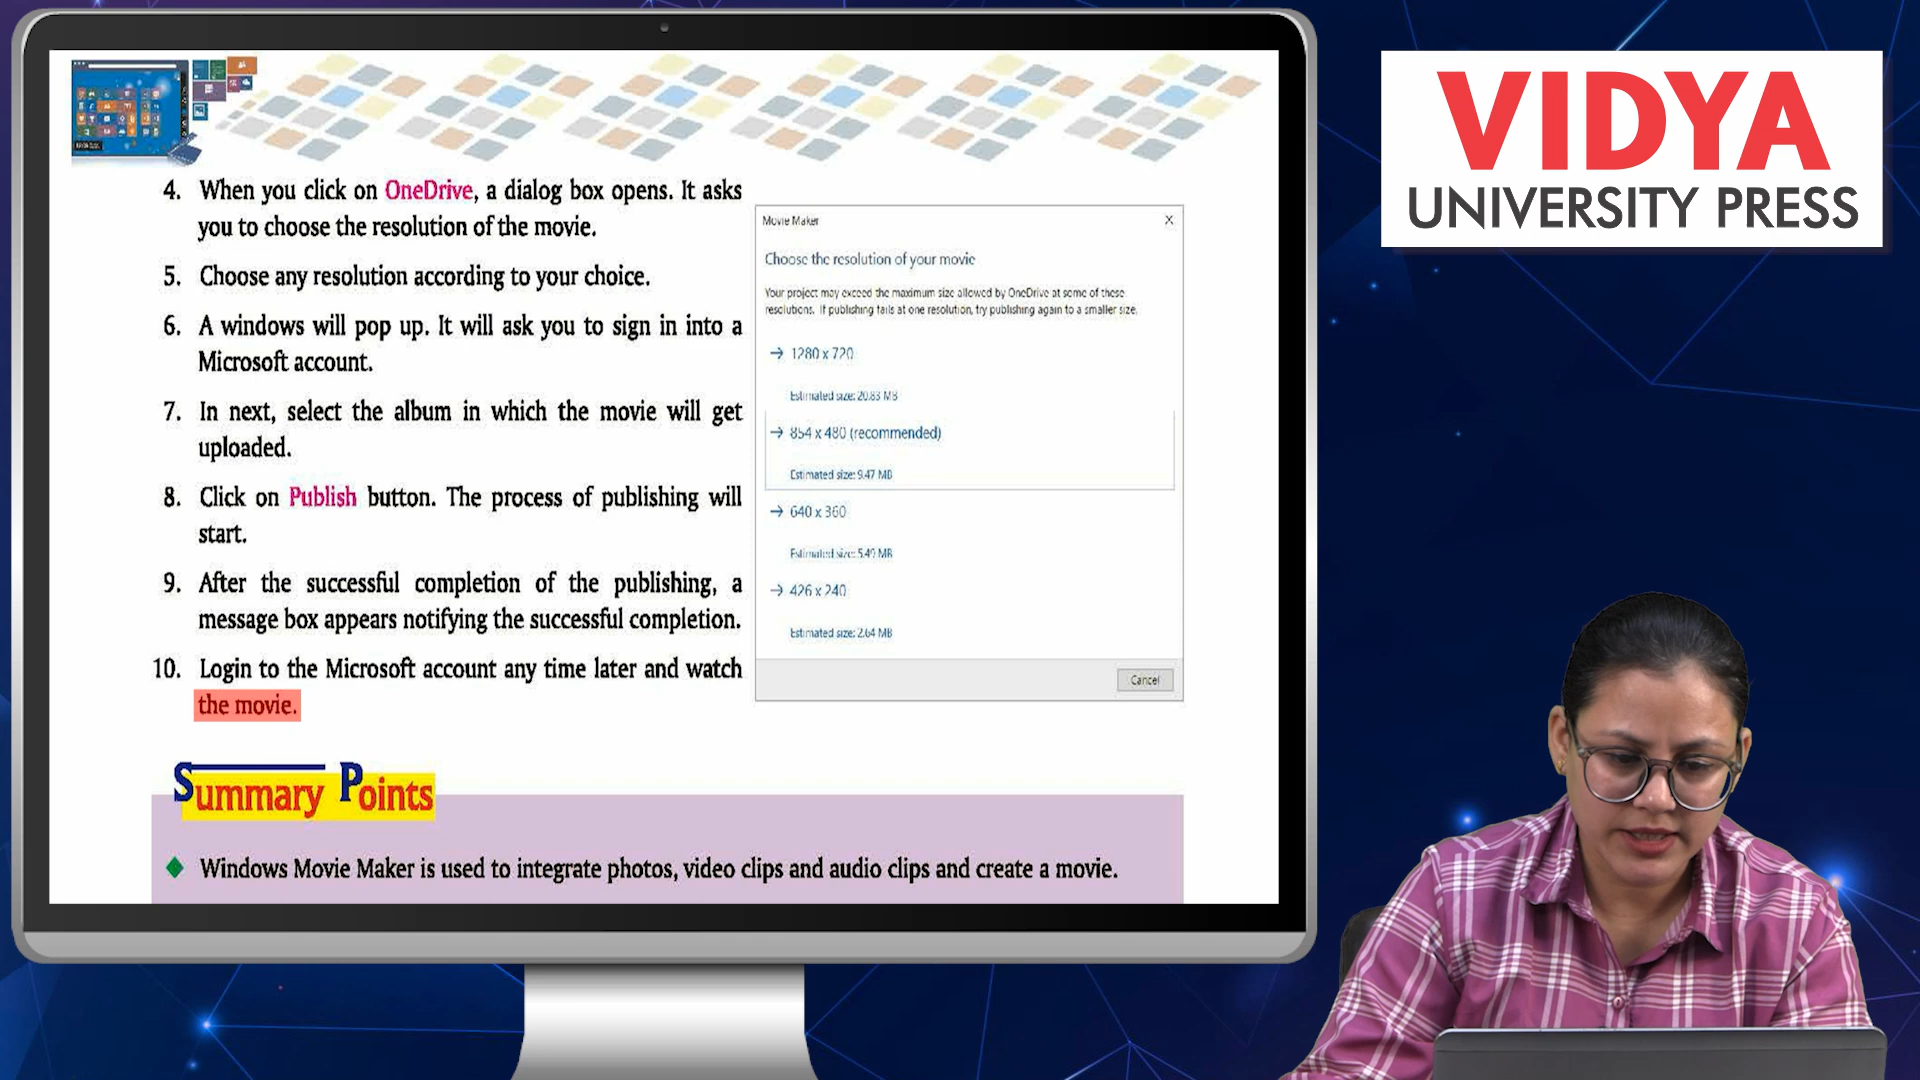 VIDYA
UNIVERSITY PRESS
4. When you click on OneDrive, a dialog box opens. It asks
you to choose the resolution of the movie.
5. Choose any resolution according to your choice.
6. A windows will pop up. It will ask you to sign in into a
Microsoft account.
7. In next, select the album in which the movie will get
uploaded.
8. Click on Publish button. The process of publishing will
start.
9. After the successful completion of the publishing, a
message box appears notifying the successful completion.
10. Login to the Microsoft account any time later and watch
the movie.
Movie Maker X
Choose the resolution of your movie
Your project may exceed the maximum size allowed by OneDrive at some of these
resolutions. If publishing fails at one resolution, try publishing again to a smaller size.
→ 1280 x 720
Estimated size: 20.83 MB
→ 854 x 480 (recommended)
Estimated size: 9.47 MB
→ 640 x 360
Estimated size: 5.49 MB
→ 426 x 240
Estimated size: 2.64 MB
Cancel
Summary Points
Windows Movie Maker is used to integrate photos, video clips and audio clips and create a movie.